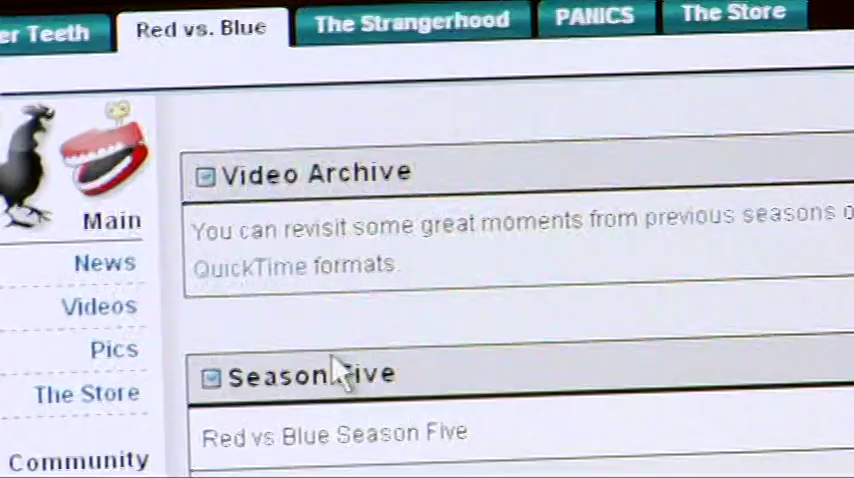 er Teeth
Red vs. Blue
The Strangerhood
PANICS
The Store
Video Archive
You can revisit some great moments from previous seasons o
QuickTime formats.
Main
News
Videos
Pics
The Store
Community
Season Five
Red vs Blue Season Five